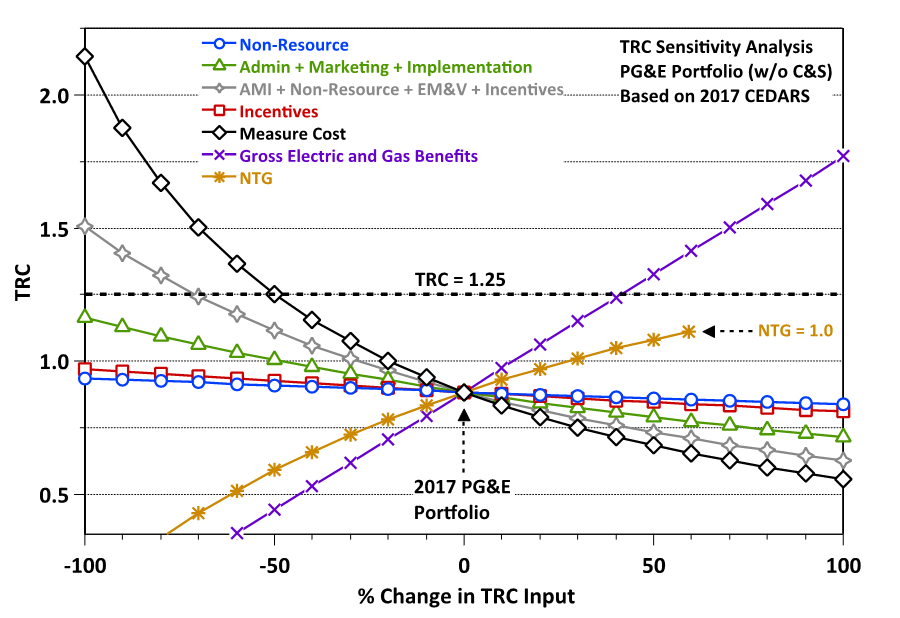 Non-Resource
Admin + Marketing + Implementation
AMI + Non-Resource + EM&V + Incentives
Incentives
Measure Cost
Gross Electric and Gas Benefits
NTG
TRC Sensitivity Analysis
PG&E Portfolio (w/o C&S)
Based on 2017 CEDARS
TRC = 1.25
NTG = 1.0
2017 PG&E
Portfolio
TRC
2.0
1.5
1.0
0.5
-100
-50
0
50
100
% Change in TRC Input